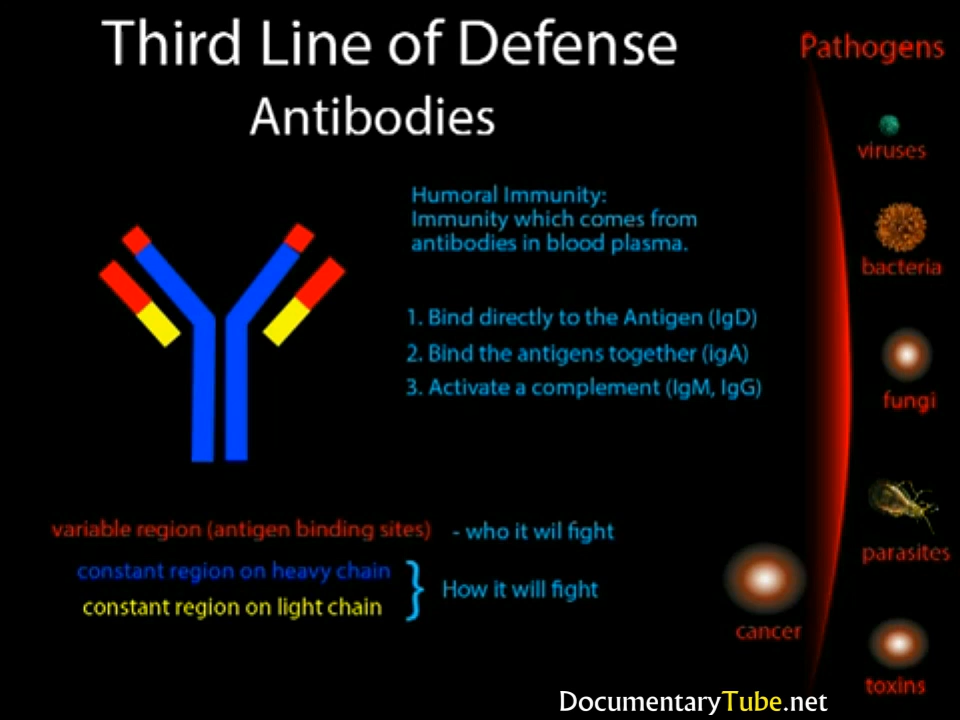 Third Line of Defense
Antibodies
Pathogens
viruses
bacteria
fungi
parasites
toxins
cancer
Humoral Immunity:
Immunity which comes from
antibodies in blood plasma.
1. Bind directly to the Antigen (IgD)
2. Bind the antigens together (igA)
3. Activate a complement (IgM, IgG)
variable region (antigen binding sites) - who it wil fight
constant region on heavy chain
constant region on light chain
} How it will fight
DocumentaryTube.net